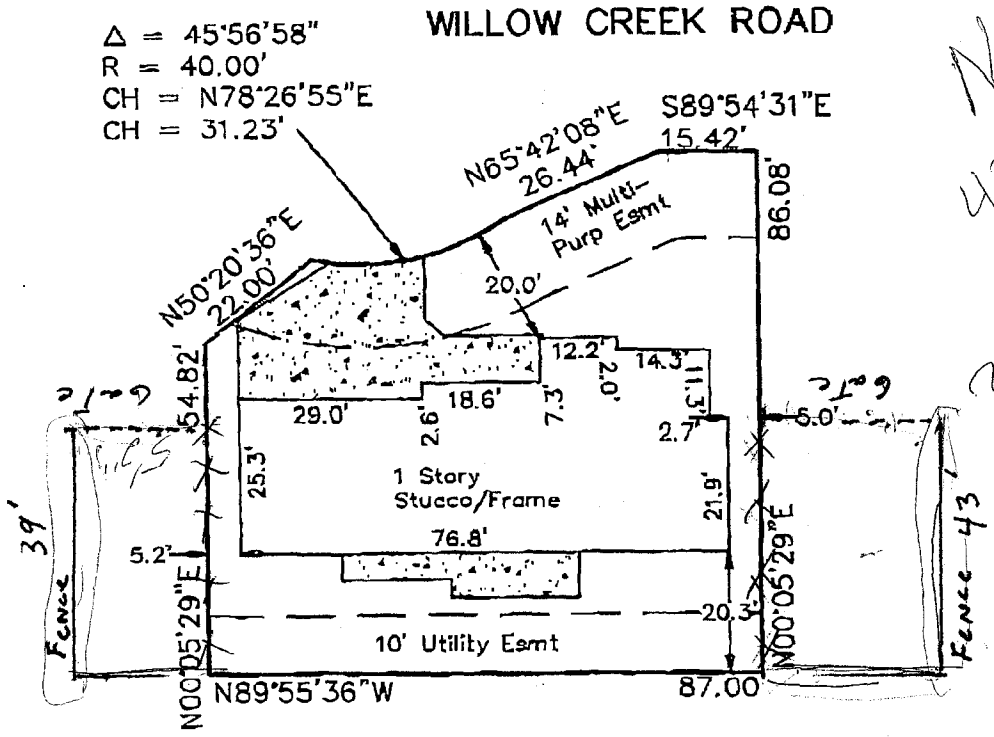 WILLOW CREEK ROAD
Δ = 45°56'58"
R = 40.00'
CH = N78°26'55"E
CH = 31.23'
S89°54'31"E
15.42'
N65°42'08"E
26.44'
86.08'
14' Multi-
Purp Esmt
N50°20'36"E
22.00'
20.0'
54.82'
12.2'
2.0'
14.3'
11.3'
GaTe
GaTe
29.0'
2.6'
18.6'
7.3'
2.7'
5.0'
25.3'
1 Story
Stucco/Frame
21.9'
76.8'
39'
Fence
5.2'
20.3'
43'
Fence
N00°05'29"E
N00°05'29"E
10' Utility Esmt
N89°55'36"W
87.00'